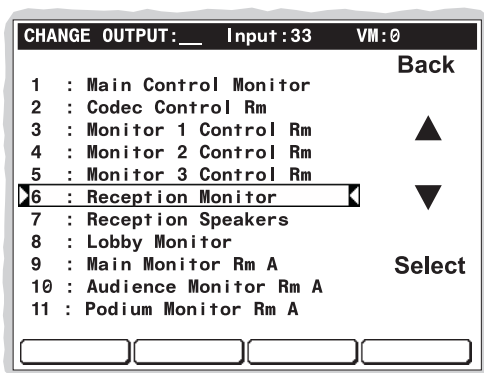 CHANGE OUTPUT:__ Input:33 VM:0
Back
1 : Main Control Monitor
2 : Codec Control Rm
3 : Monitor 1 Control Rm
4 : Monitor 2 Control Rm
5 : Monitor 3 Control Rm
6 : Reception Monitor
7 : Reception Speakers
8 : Lobby Monitor
9 : Main Monitor Rm A
Select
10 : Audience Monitor Rm A
11 : Podium Monitor Rm A